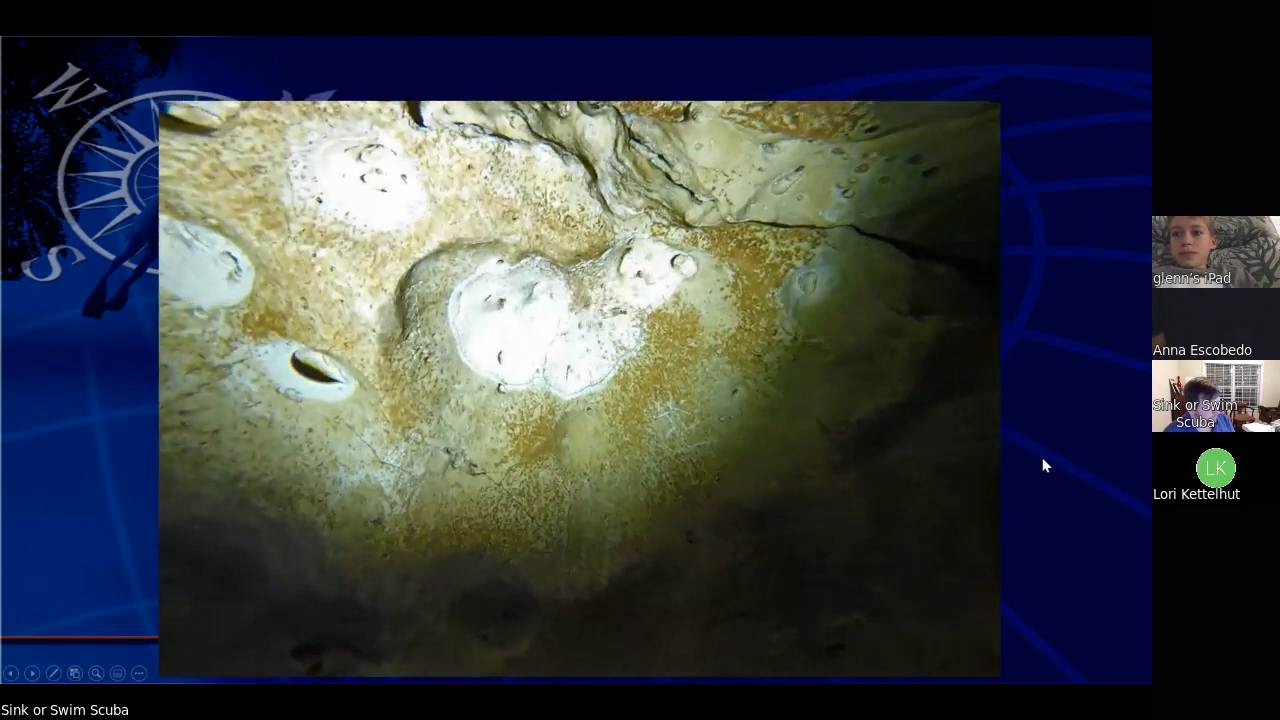 W
S
glenn's iPad
Anna Escobedo
Sink or Swim
Scuba
LK
Lori Kettelhut
Sink or Swim Scuba